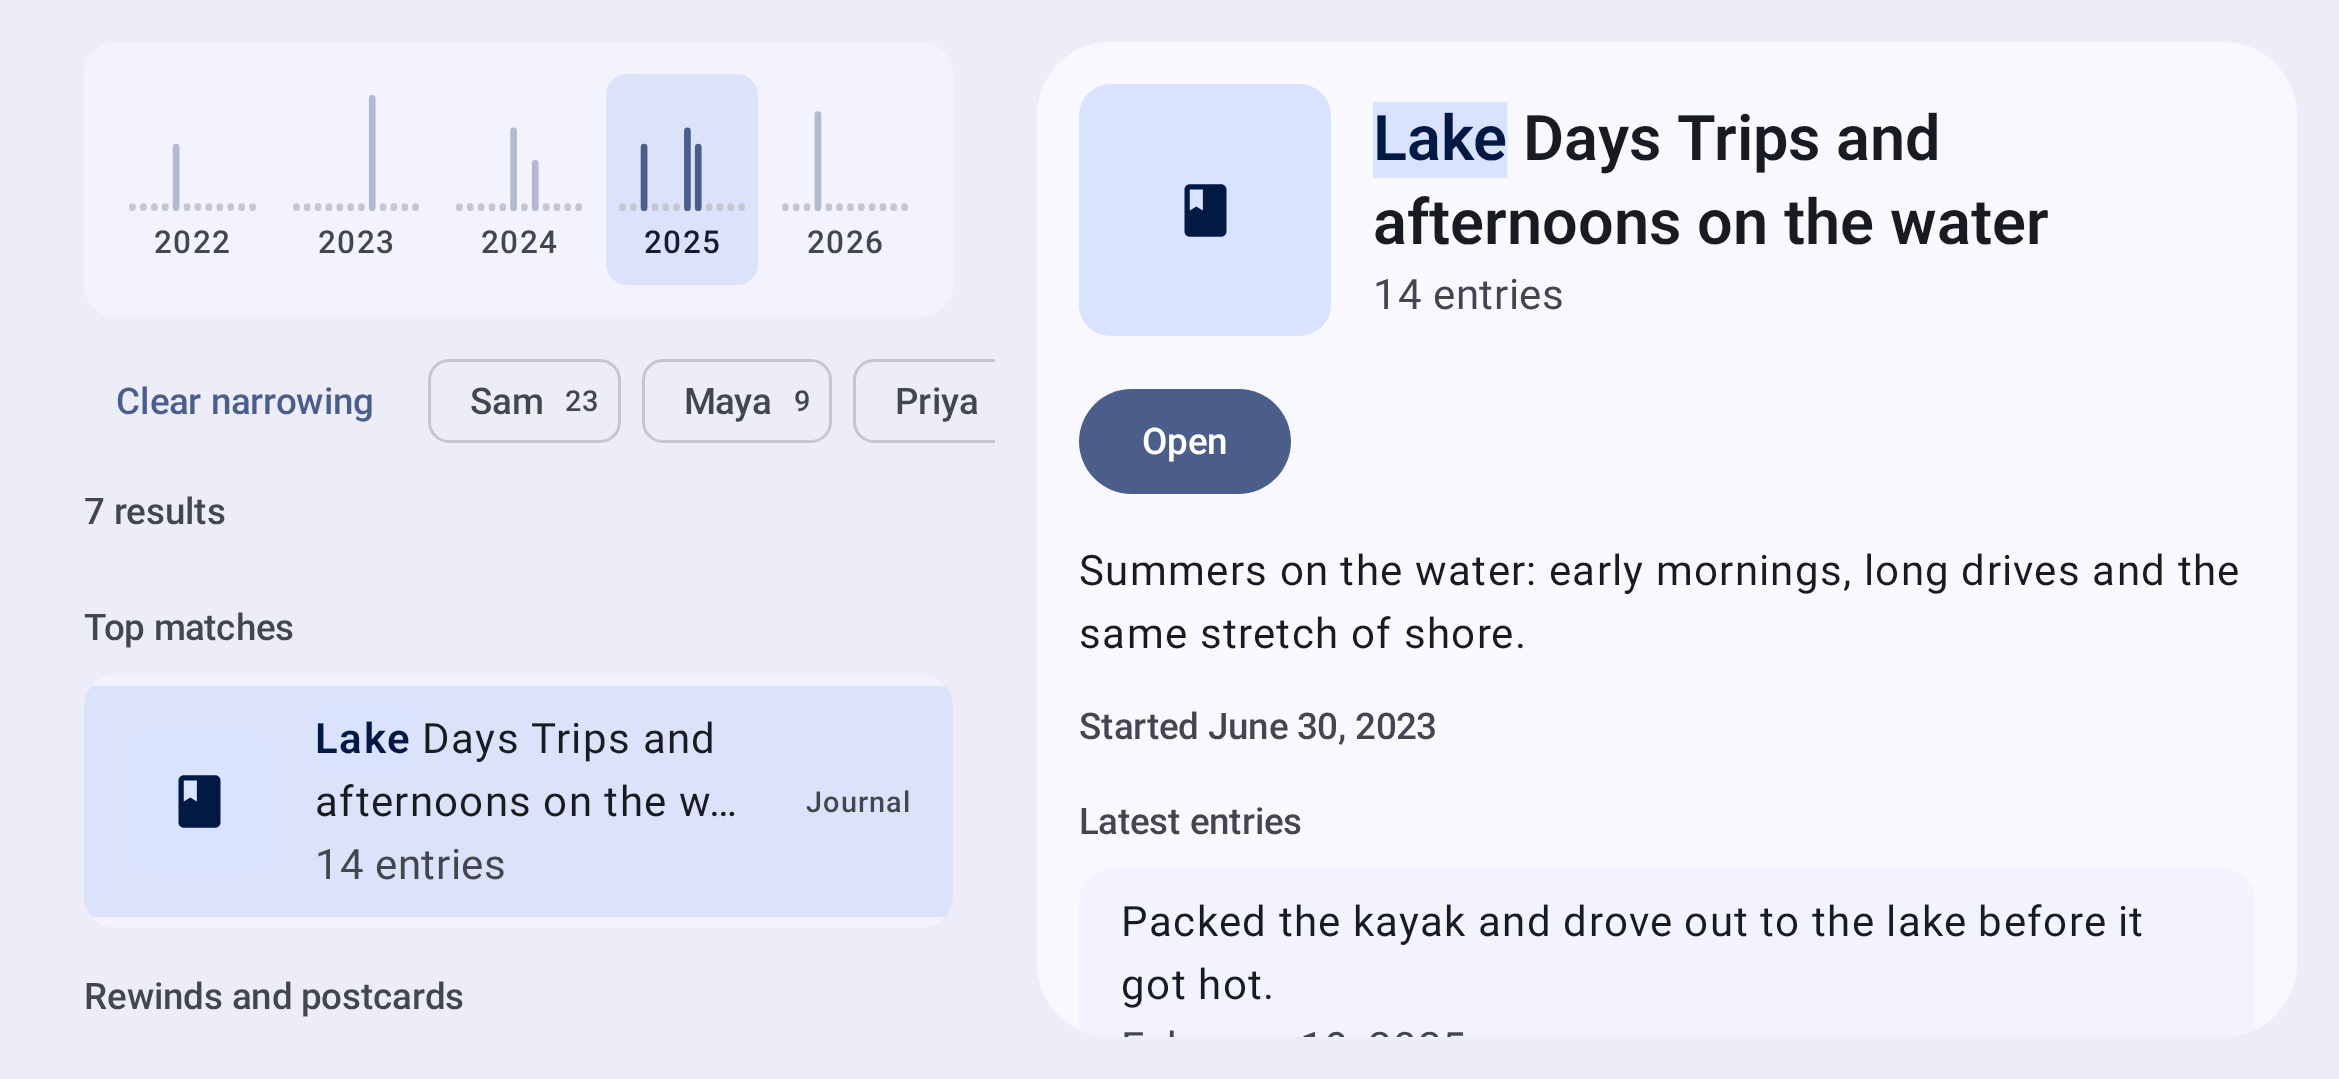 2022
2023
2024
2025
2026
Clear narrowing
Sam 23
Maya 9
Priya
7 results
Top matches
Lake Days Trips and
afternoons on the w…
14 entries
Journal
Rewinds and postcards
Lake Days Trips and
afternoons on the water
14 entries
Open
Summers on the water: early mornings, long drives and the
same stretch of shore.
Started June 30, 2023
Latest entries
Packed the kayak and drove out to the lake before it
got hot.